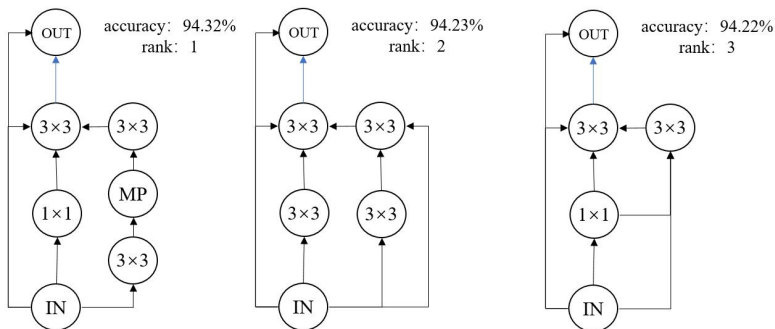 OUT
accuracy: 94.32%
rank: 1
3×3
3×3
MP
1×1
3×3
IN
OUT
accuracy: 94.23%
rank: 2
3×3
3×3
3×3
3×3
IN
OUT
accuracy: 94.22%
rank: 3
3×3
3×3
1×1
IN